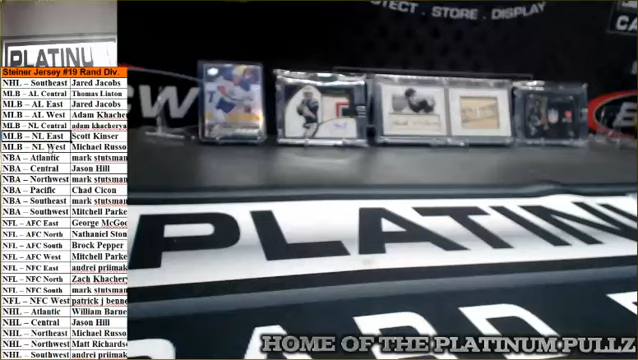 PLATINU
TECT . STORE . DISPLAY
Steiner Jersey #19 Rand Div.
NHL – Southeast Jared Jacobs
MLB – AL Central Thomas Linton
MLB – AL East Jared Jacobs
MLB – AL West Adam Khacher
MLB – NL Central adam khacherya
MLB – NL East Scott Kinser
MLB – NL West Michael Russo
NBA – Atlantic mark stutsman
NBA – Central Jason Hill
NBA – Northwest mark stutsman
NBA – Pacific Chad Cicon
NBA – Southeast mark stutsman
NBA – Southwest Mitchell Parke
NFL – AFC East George McGoo
NFL – AFC North Nathaniel Ston
NFL – AFC South Brock Pepper
NFL – AFC West Mitchell Parke
NFL – NFC East andrei priimak
NFL – NFC North Zach Khachery
NFL – NFC South mark stutsman
NFL – NFC West patrick j benne
NHL – Atlantic William Barne
NHL – Central Jason Hill
NHL – Northeast Michael Russo
NHL – Northwest Matt Richards
NHL – Southwest andrei priimak
PLATINU
HOME OF THE PLATINUM PULLZ